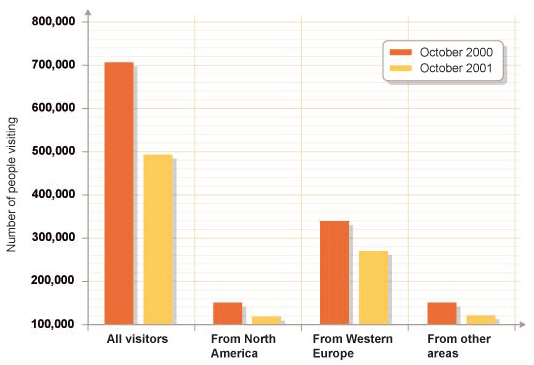 800,000
700,000
600,000
500,000
400,000
300,000
200,000
100,000
Number of people visiting
October 2000
October 2001
All visitors
From North
America
From Western
Europe
From other
areas